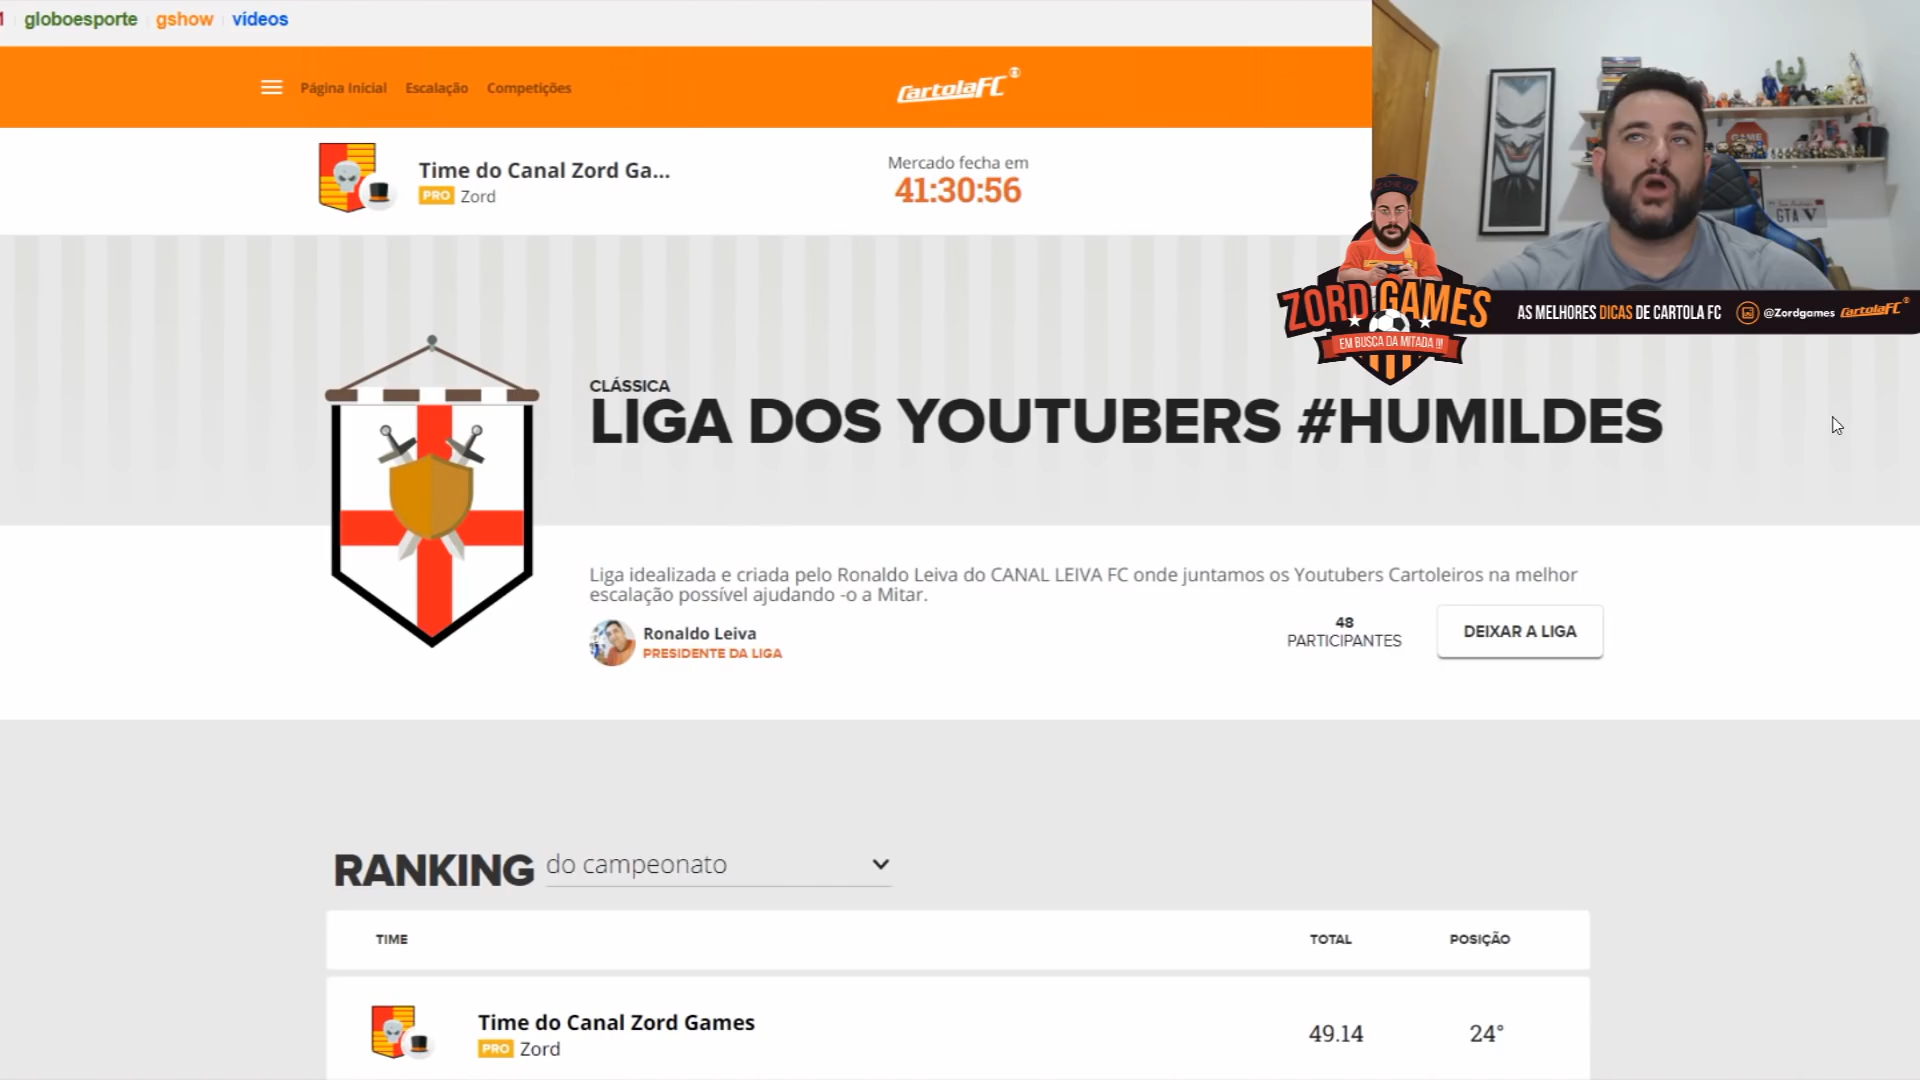 globoesporte gshow videos
Página Inicial Escalação Competições
CartolaFC
Time do Canal Zord Ga...
PRO Zord
Mercado fecha em
41:30:56
GAME
GTA V
ZORD GAMES
EM BUSCA DA MITADA !!!
AS MELHORES DICAS DE CARTOLA FC @Zordgames CartolaFC
CLÁSSICA
LIGA DOS YOUTUBERS #HUMILDES
Liga idealizada e criada pelo Ronaldo Leiva do CANAL LEIVA FC onde juntamos os Youtubers Cartoleiros na melhor
escalação possível ajudando -o a Mitar.
Ronaldo Leiva
PRESIDENTE DA LIGA
48
PARTICIPANTES
DEIXAR A LIGA
RANKING do campeonato
TIME TOTAL POSIÇÃO
Time do Canal Zord Games
PRO Zord
49.14 24°